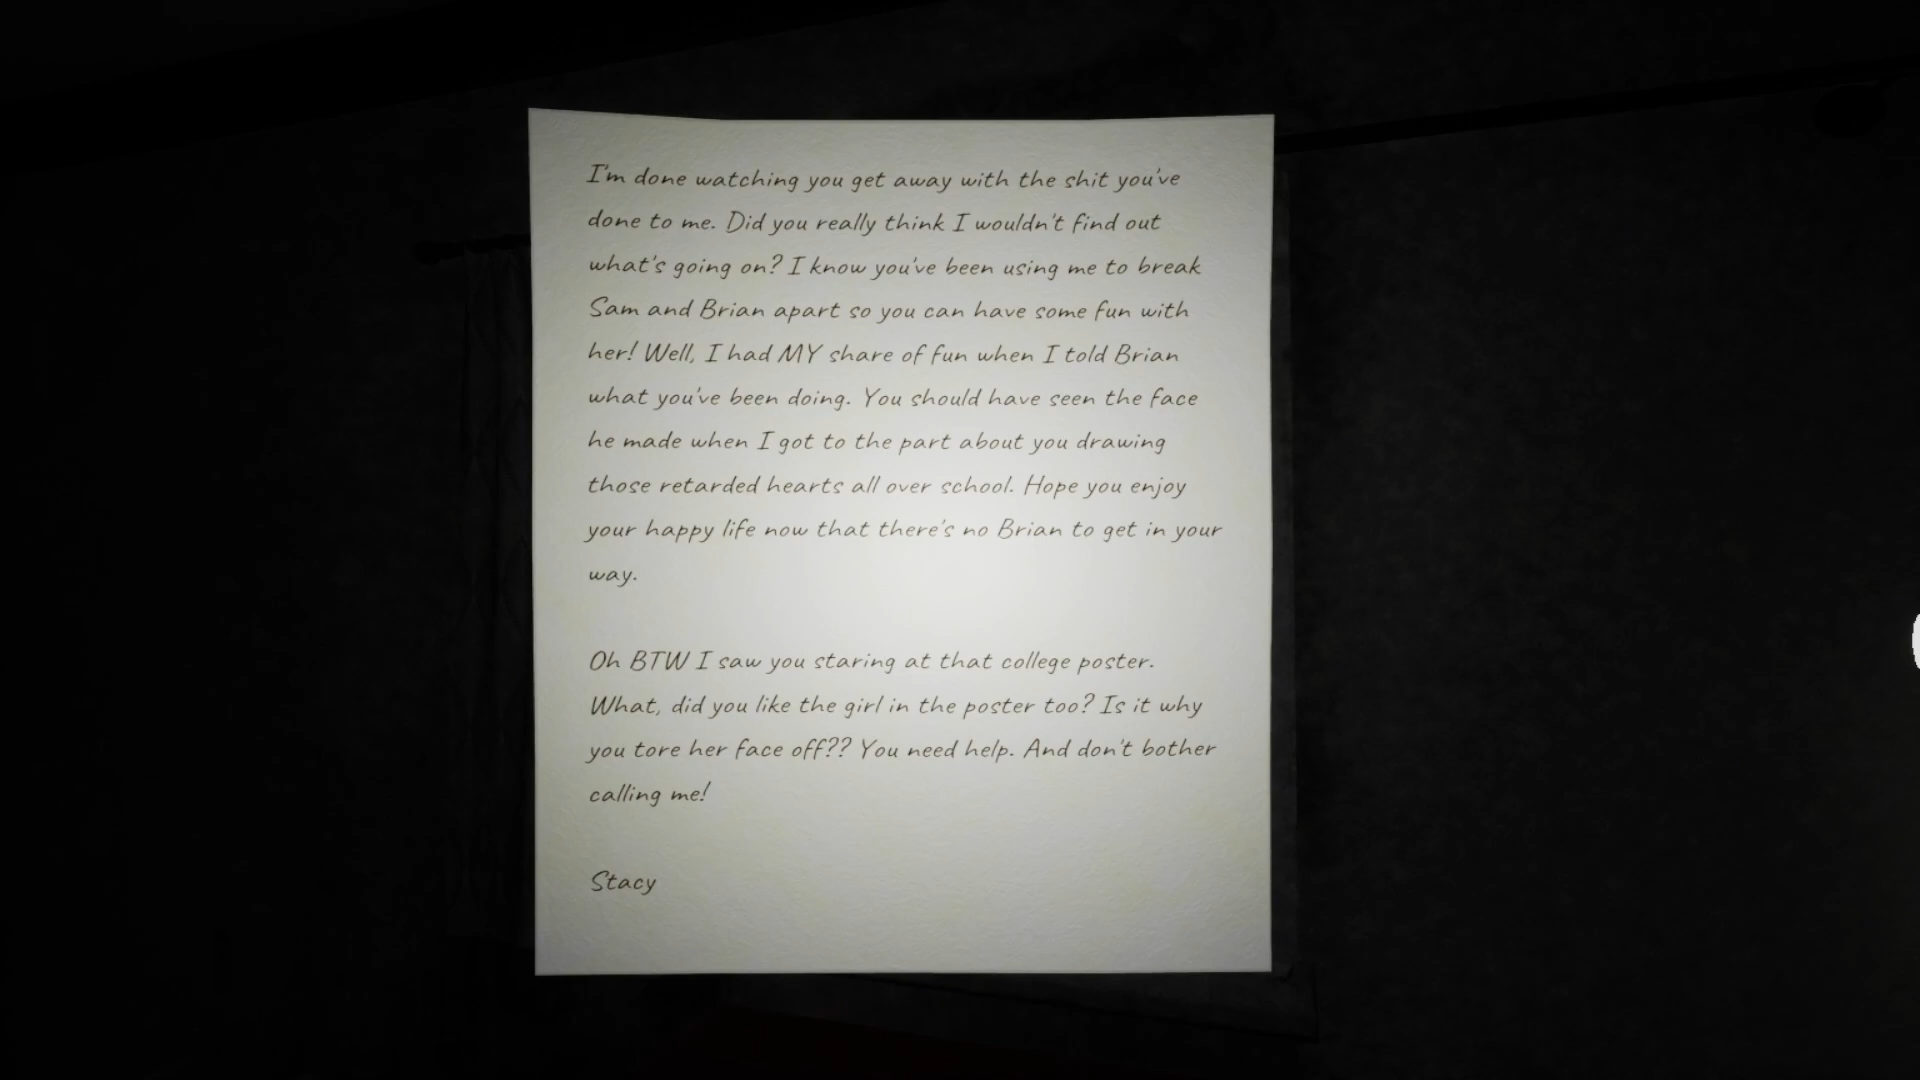 I'm done watching you get away with the shit you've
done to me. Did you really think I wouldn't find out
what's going on? I know you've been using me to break
Sam and Brian apart so you can have some fun with
her! Well, I had MY share of fun when I told Brian
what you've been doing. You should have seen the face
he made when I got to the part about you drawing
those retarded hearts all over school. Hope you enjoy
your happy life now that there's no Brian to get in your
way.
Oh BTW I saw you staring at that college poster.
What, did you like the girl in the poster too? Is it why
you tore her face off?? You need help. And don't bother
calling me!
Stacy